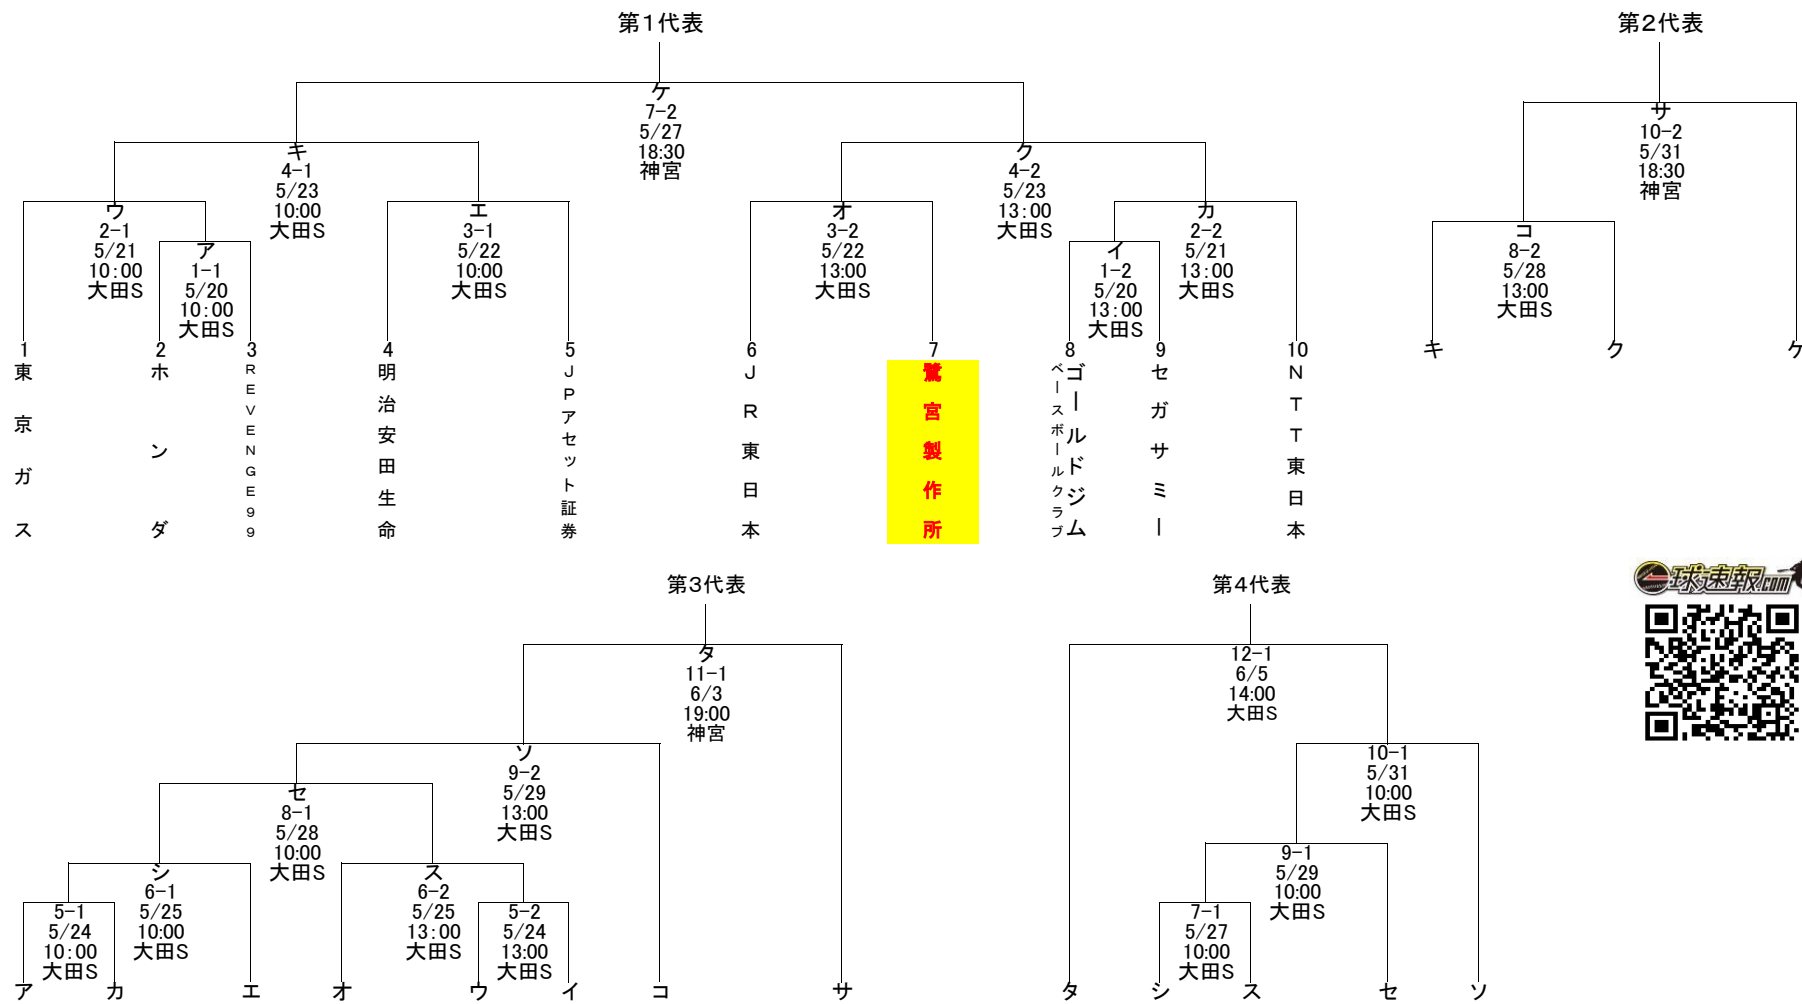 第1代表
ケ
7-2
5/27
18:30
神宮
キ
4-1
5/23
10:00
大田S
ク
4-2
5/23
13:00
大田S
ウ
2-1
5/21
10:00
大田S
ア
1-1
5/20
10:00
大田S
エ
3-1
5/22
10:00
大田S
オ
3-2
5/22
13:00
大田S
イ
1-2
5/20
13:00
大田S
カ
2-2
5/21
13:00
大田S
1
東京ガス
2
ホンダ
3
REVENGE99
4
明治安田生命
5
JPアセット証券
6
JR東日本
7
鷺宮製作所
8
ゴールドジム
ベースボールクラブ
9
セガサミー
10
NTT東日本
第2代表
サ
10-2
5/31
18:30
神宮
コ
8-2
5/28
13:00
大田S
キ
ク
ケ
第3代表
タ
11-1
6/3
19:00
神宮
ソ
9-2
5/29
13:00
大田S
セ
8-1
5/28
10:00
大田S
シ
6-1
5/25
10:00
大田S
ス
6-2
5/25
13:00
大田S
5-1
5/24
10:00
大田S
5-2
5/24
13:00
大田S
ア
カ
エ
オ
ウ
イ
コ
サ
第4代表
12-1
6/5
14:00
大田S
10-1
5/31
10:00
大田S
9-1
5/29
10:00
大田S
7-1
5/27
10:00
大田S
タ
シ
ス
セ
ソ
球速報.com